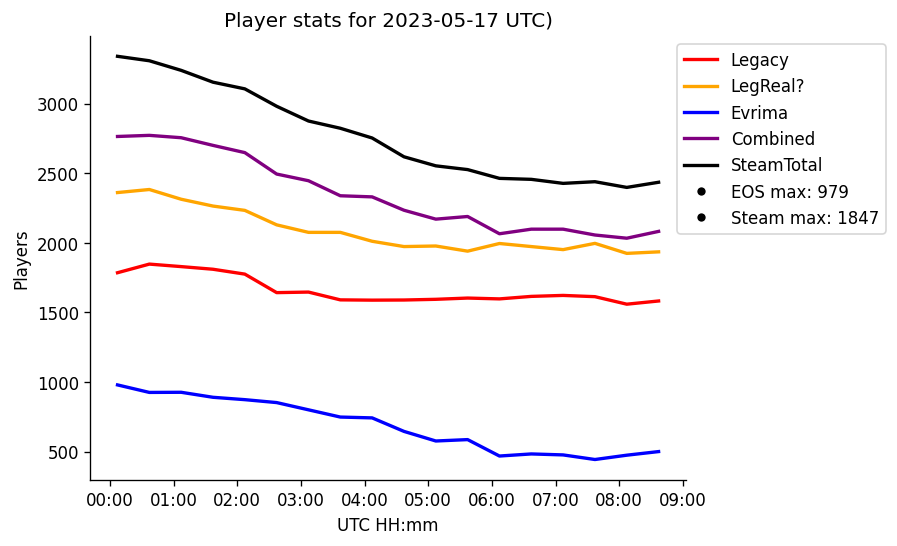 Player stats for 2023-05-17 UTC)
Legacy
LegReal?
Evrima
Combined
SteamTotal
EOS max: 979
Steam max: 1847
Players
3000
2500
2000
1500
1000
500
00:00 01:00 02:00 03:00 04:00 05:00 06:00 07:00 08:00 09:00
UTC HH:mm